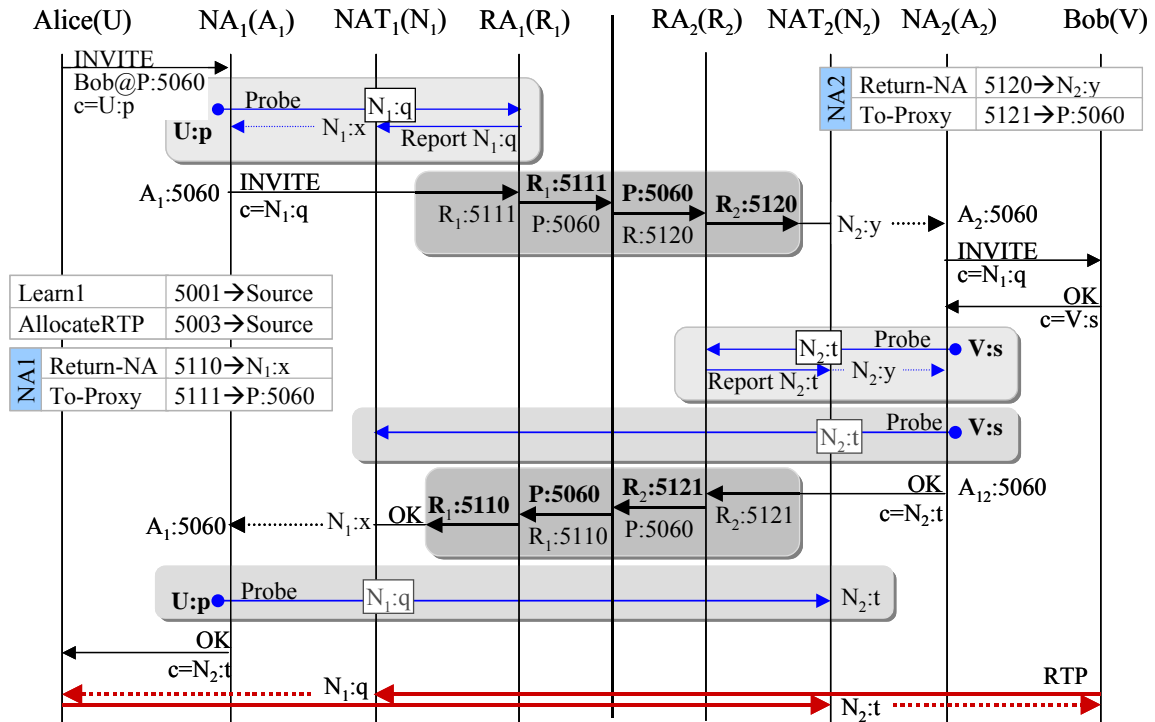 Alice(U) NA₁(A₁) NAT₁(N₁) RA₁(R₁) RA₂(R₂) NAT₂(N₂) NA₂(A₂) Bob(V)
INVITE
Bob@P:5060
c=U:p
Probe
N₁:q
U:p
N₁:x
Report N₁:q
NA2
Return-NA 5120→N₂:y
To-Proxy 5121→P:5060
A₁:5060
INVITE
c=N₁:q
R₁:5111
R₁:5111
P:5060
P:5060
R:5120
R₂:5120
N₂:y
A₂:5060
INVITE
c=N₁:q
OK
c=V:s
Learn1 5001→Source
AllocateRTP 5003→Source
NA1
Return-NA 5110→N₁:x
To-Proxy 5111→P:5060
N₂:t
Probe
V:s
Report N₂:t
N₂:y
Probe
V:s
N₂:t
OK
A₁₂:5060
c=N₂:t
R₂:5121
R₂:5121
P:5060
P:5060
R₁:5110
R₁:5110
OK
N₁:x
A₁:5060
Probe
U:p
N₁:q
N₂:t
OK
c=N₂:t
N₁:q
RTP
N₂:t